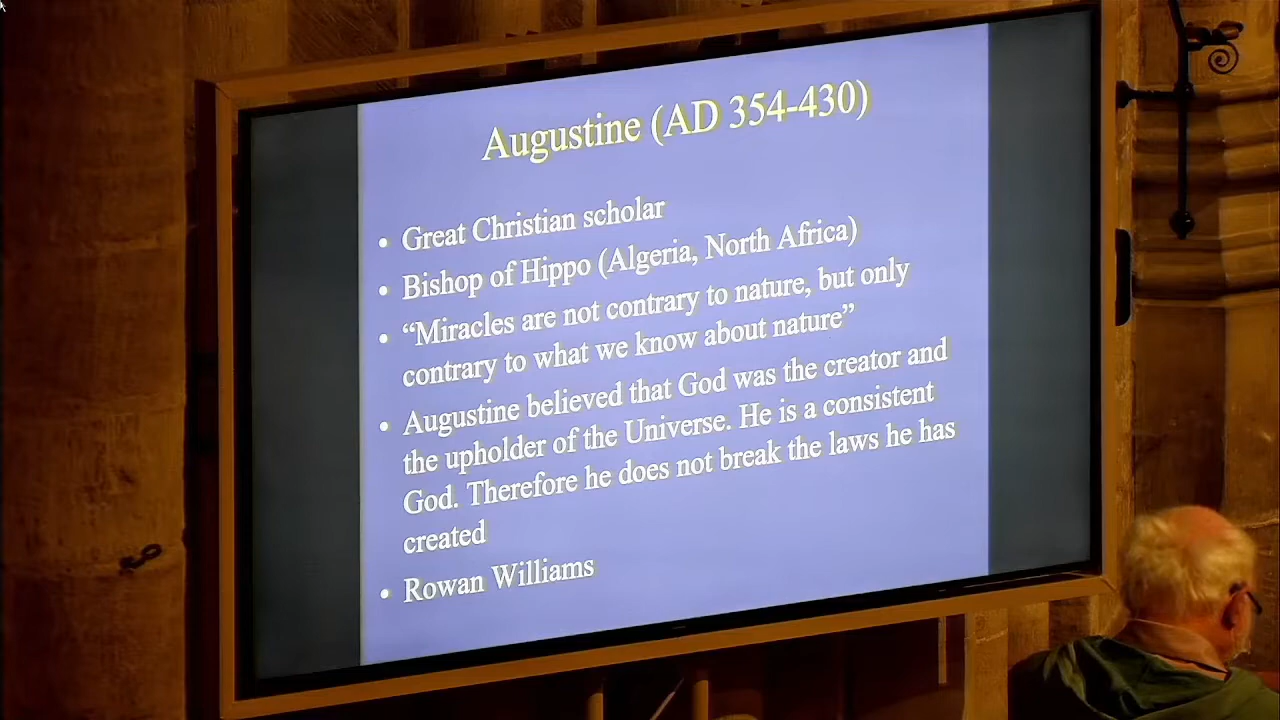 Augustine (AD 354-430)
• Great Christian scholar
• Bishop of Hippo (Algeria, North Africa)
• “Miracles are not contrary to nature, but only
contrary to what we know about nature”
• Augustine believed that God was the creator and
the upholder of the Universe. He is a consistent
God. Therefore he does not break the laws he has
created
• Rowan Williams